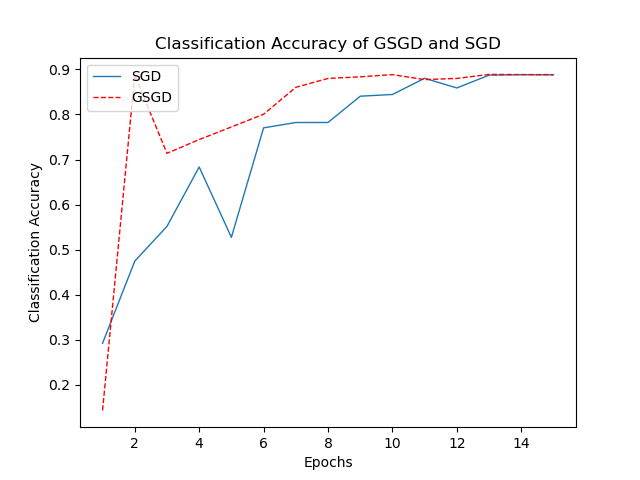 Classification Accuracy of GSGD and SGD
SGD
GSGD
0.9
0.8
0.7
0.6
0.5
0.4
0.3
0.2
Classification Accuracy
2 4 6 8 10 12 14
Epochs